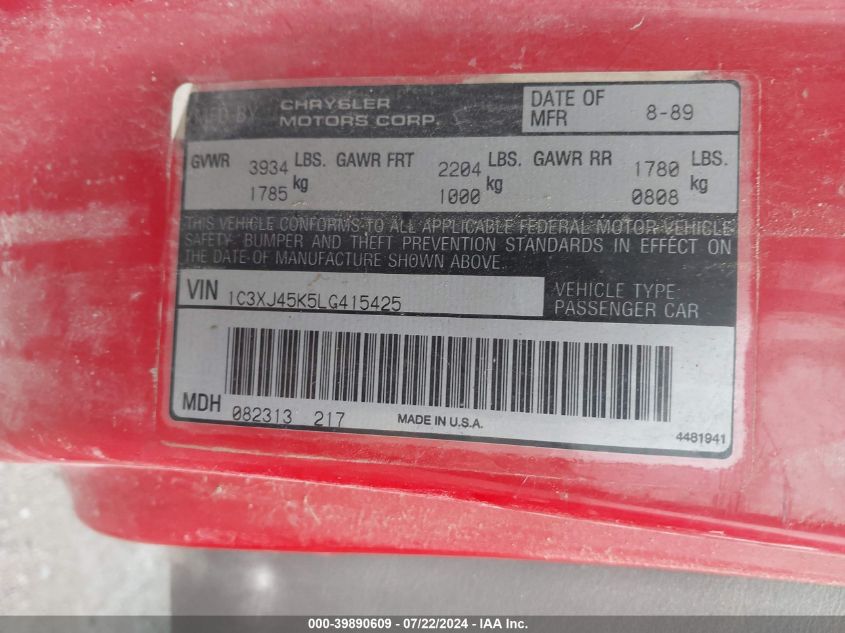 MFD BY CHRYSLER MOTORS CORP.
DATE OF MFR 8-89
GVWR 3934 LBS. GAWR FRT 2204 LBS. GAWR RR 1780 LBS.
1785 kg 1000 kg 0808 kg
THIS VEHICLE CONFORMS TO ALL APPLICABLE FEDERAL MOTOR VEHICLE
SAFETY, BUMPER AND THEFT PREVENTION STANDARDS IN EFFECT ON
THE DATE OF MANUFACTURE SHOWN ABOVE.
VIN 1C3XJ45K5LG415425
VEHICLE TYPE:
PASSENGER CAR
MDH 082313 217
MADE IN U.S.A.
4481941
000-39890609 - 07/22/2024 - IAA Inc.